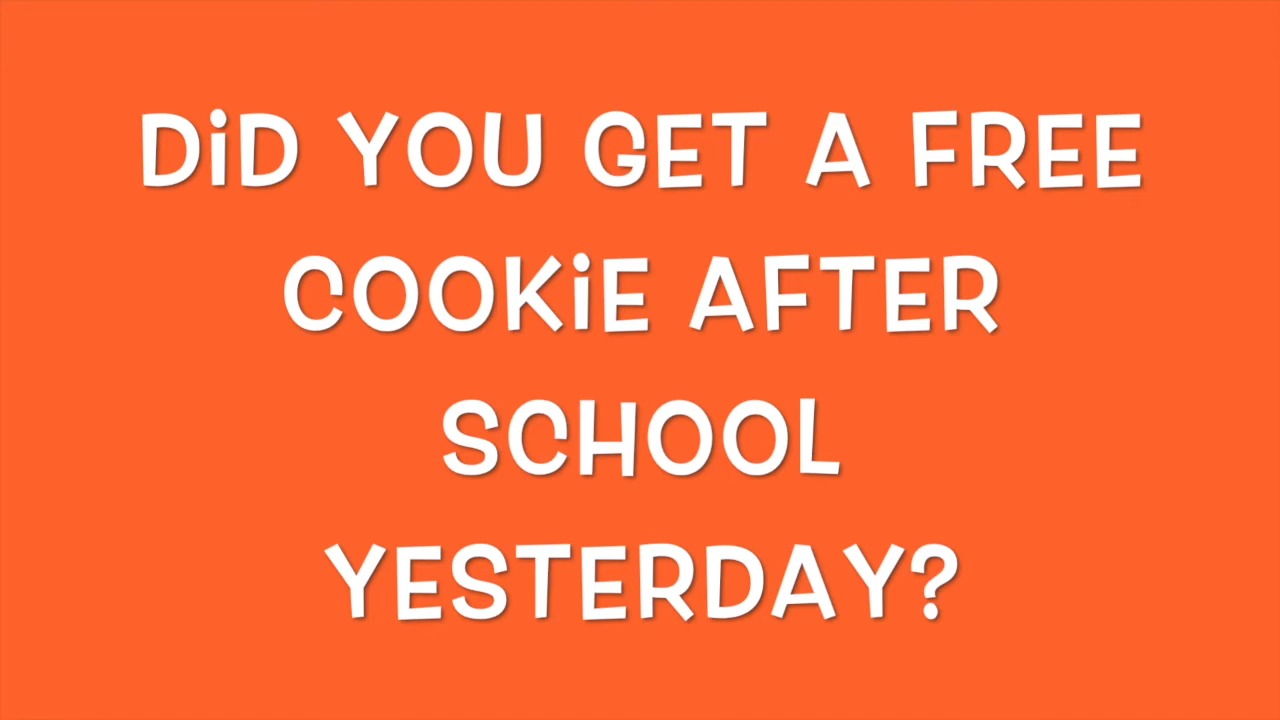 DiD YOU GET A FREE
COOKiE AFTER
SCHOOL
YESTERDAY?